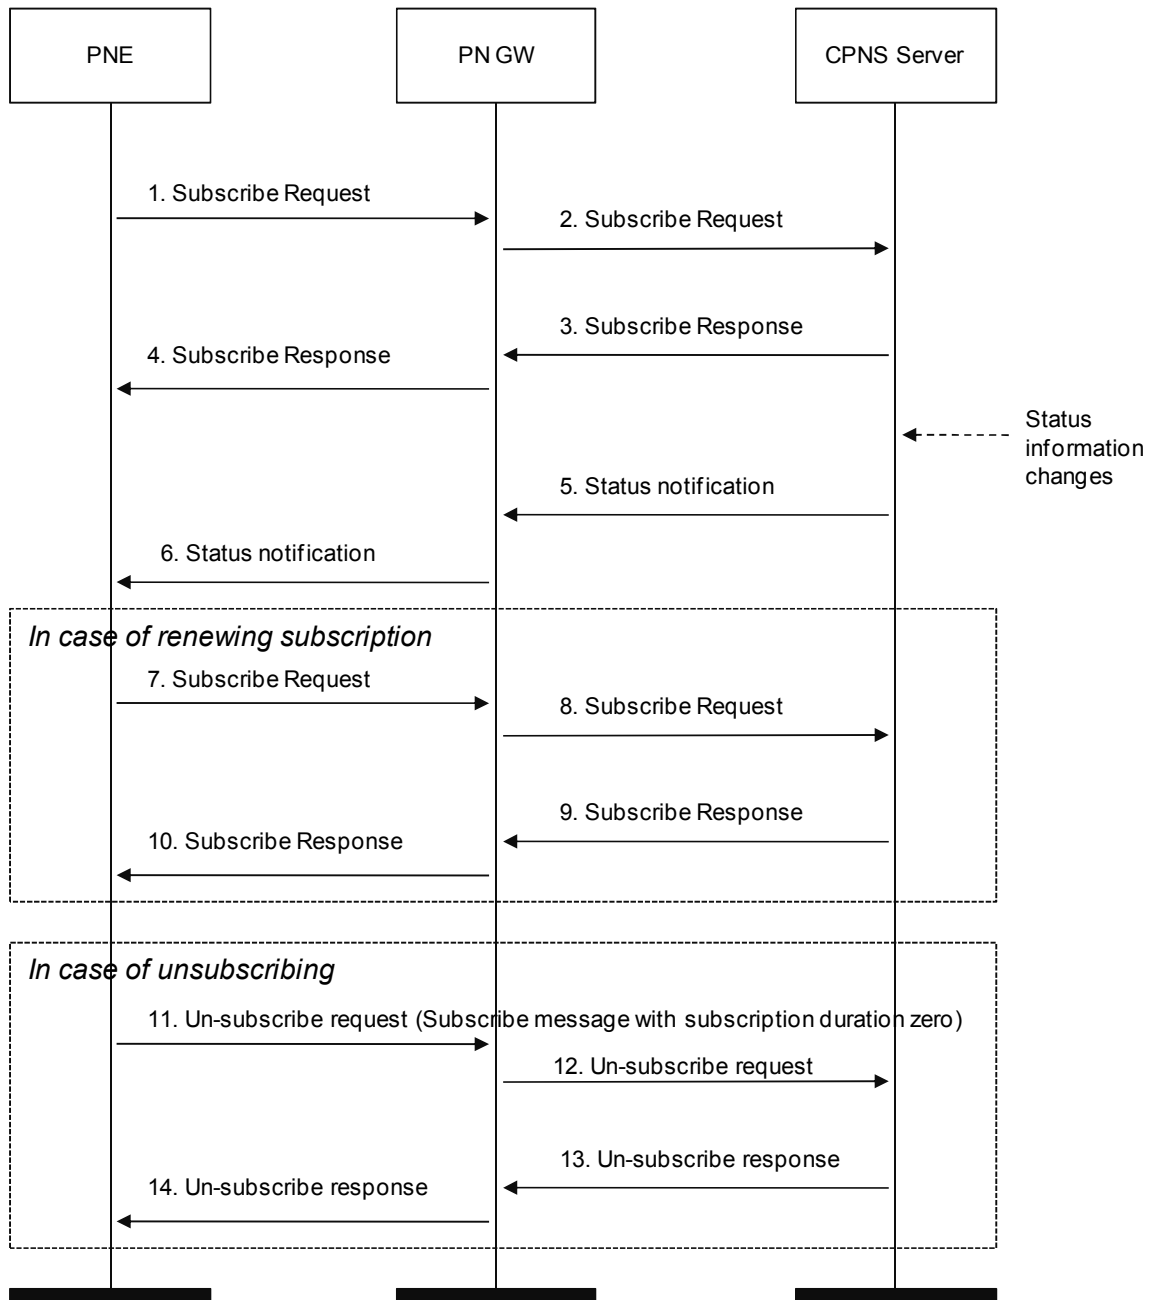 PNE
PN GW
CPNS Server
1. Subscribe Request
2. Subscribe Request
3. Subscribe Response
4. Subscribe Response
Status
information
changes
5. Status notification
6. Status notification
In case of renewing subscription
7. Subscribe Request
8. Subscribe Request
9. Subscribe Response
10. Subscribe Response
In case of unsubscribing
11. Un-subscribe request (Subscribe message with subscription duration zero)
12. Un-subscribe request
13. Un-subscribe response
14. Un-subscribe response